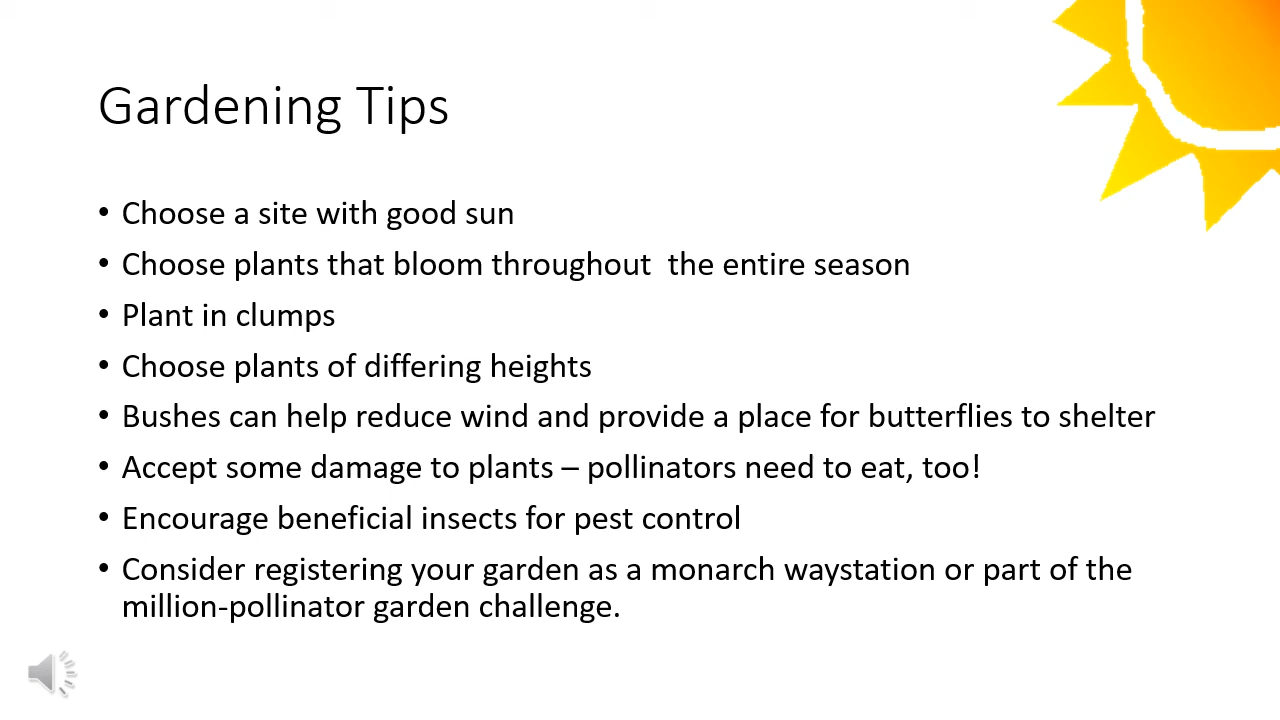 Gardening Tips
• Choose a site with good sun
• Choose plants that bloom throughout  the entire season
• Plant in clumps
• Choose plants of differing heights
• Bushes can help reduce wind and provide a place for butterflies to shelter
• Accept some damage to plants – pollinators need to eat, too!
• Encourage beneficial insects for pest control
• Consider registering your garden as a monarch waystation or part of the
million-pollinator garden challenge.